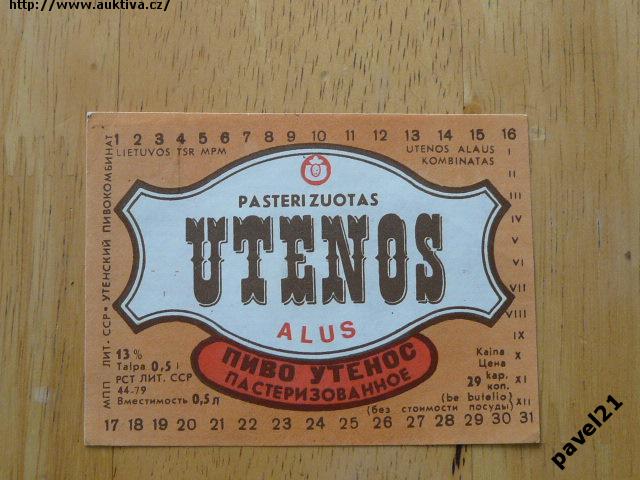 http://www.auktiva.cz/
1 2 3 4 5 6 7 8 9 10 11 12 13 14 15 16
LIETUVOS TSR MPM
UTENOS ALAUS
KOMBINATAS
I
II
III
IV
V
VI
VII
VIII
IX
X
XI
XII
МПП ЛИТ. ССР • УТЕНСКИЙ ПИВОКОМБИНАТ
PASTERIZUOTAS
UTENOS
ALUS
ПИВО УТЕНОС
ПАСТЕРИЗОВАННОЕ
13%
Talpa 0,5 l
РСТ ЛИТ. ССР
44-79
Вместимость 0,5 л
Kaina
Цена
29 kap.
коп.
(be butelio)
(без стоимости посуды)
17 18 19 20 21 22 23 24 25 26 27 28 29 30 31
pavel21